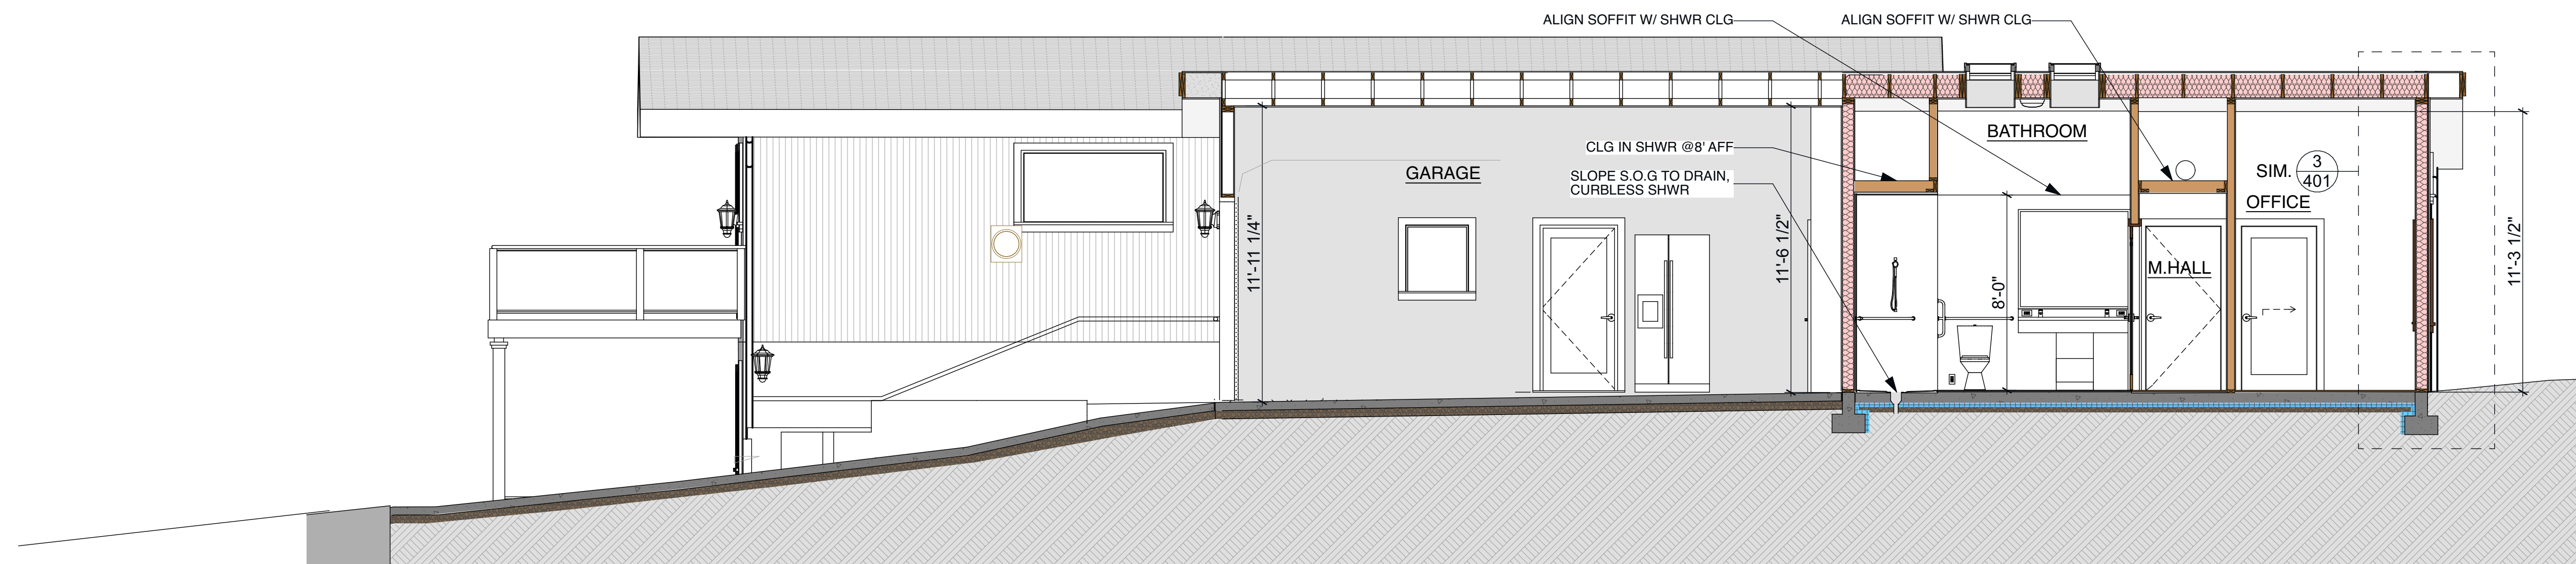 ALIGN SOFFIT W/ SHWR CLG
ALIGN SOFFIT W/ SHWR CLG
BATHROOM
CLG IN SHWR @8' AFF
GARAGE
SLOPE S.O.G TO DRAIN,
CURBLESS SHWR
SIM.
3
401
OFFICE
11'-11 1/4"
11'-6 1/2"
8'-0"
M.HALL
11'-3 1/2"